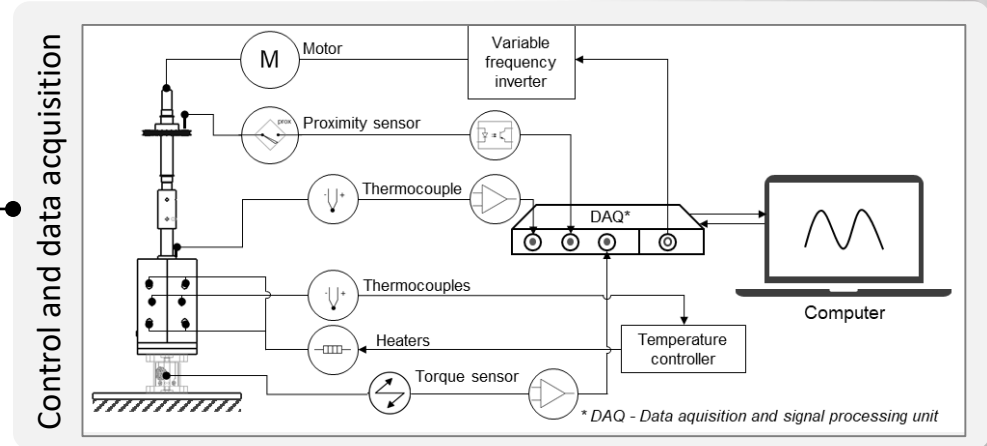 Control and data acquisition
M
Motor
Variable
frequency
inverter
prox
Proximity sensor
- +
Thermocouple
DAQ*
- +
Thermocouples
Computer
Heaters
Temperature
controller
Torque sensor
* DAQ - Data aquisition and signal processing unit